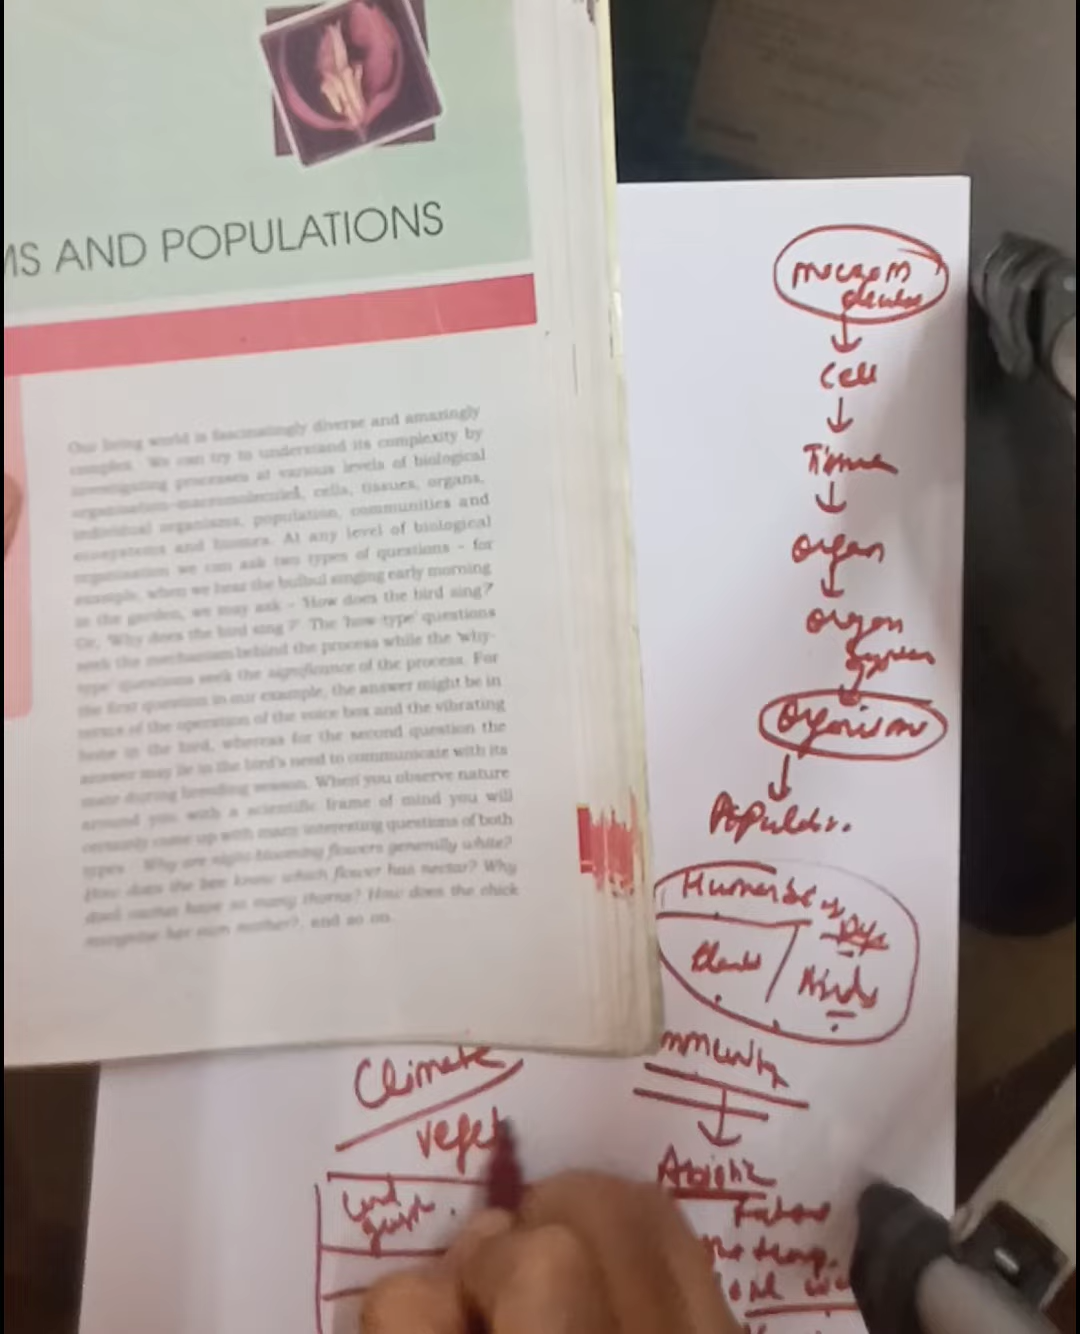 MS AND POPULATIONS
Our living world is fascinatingly diverse and amazingly
complex. We can try to understand its complexity by
investigating processes at various levels of biological
organisation–macromolecules, cells, tissues, organs,
individual organisms, population, communities and
ecosystems and biomes. At any level of biological
organisation we can ask two types of questions – for
example, when we hear the bulbul singing early morning
in the garden, we may ask – 'How does the bird sing?'
Or, 'Why does the bird sing ?' The 'how-type' questions
seek the mechanism behind the process while the 'why-
type' questions seek the significance of the process. For
the first question in our example, the answer might be in
terms of the operation of the voice box and the vibrating
bone in the bird, whereas for the second question the
answer may lie in the bird's need to communicate with its
mate during breeding season. When you observe nature
around you with a scientific frame of mind you will
certainly come up with many interesting questions of both
types - Why are night-blooming flowers generally white?
How does the bee know which flower has nectar? Why
does cactus have so many thorns? How does the chick
recognise her own mother?, and so on.
Cell
Tissue
Organ
Organ
System
Organism
Human
Plants
Birds
mmunity
Climate
Veget
Abiotic